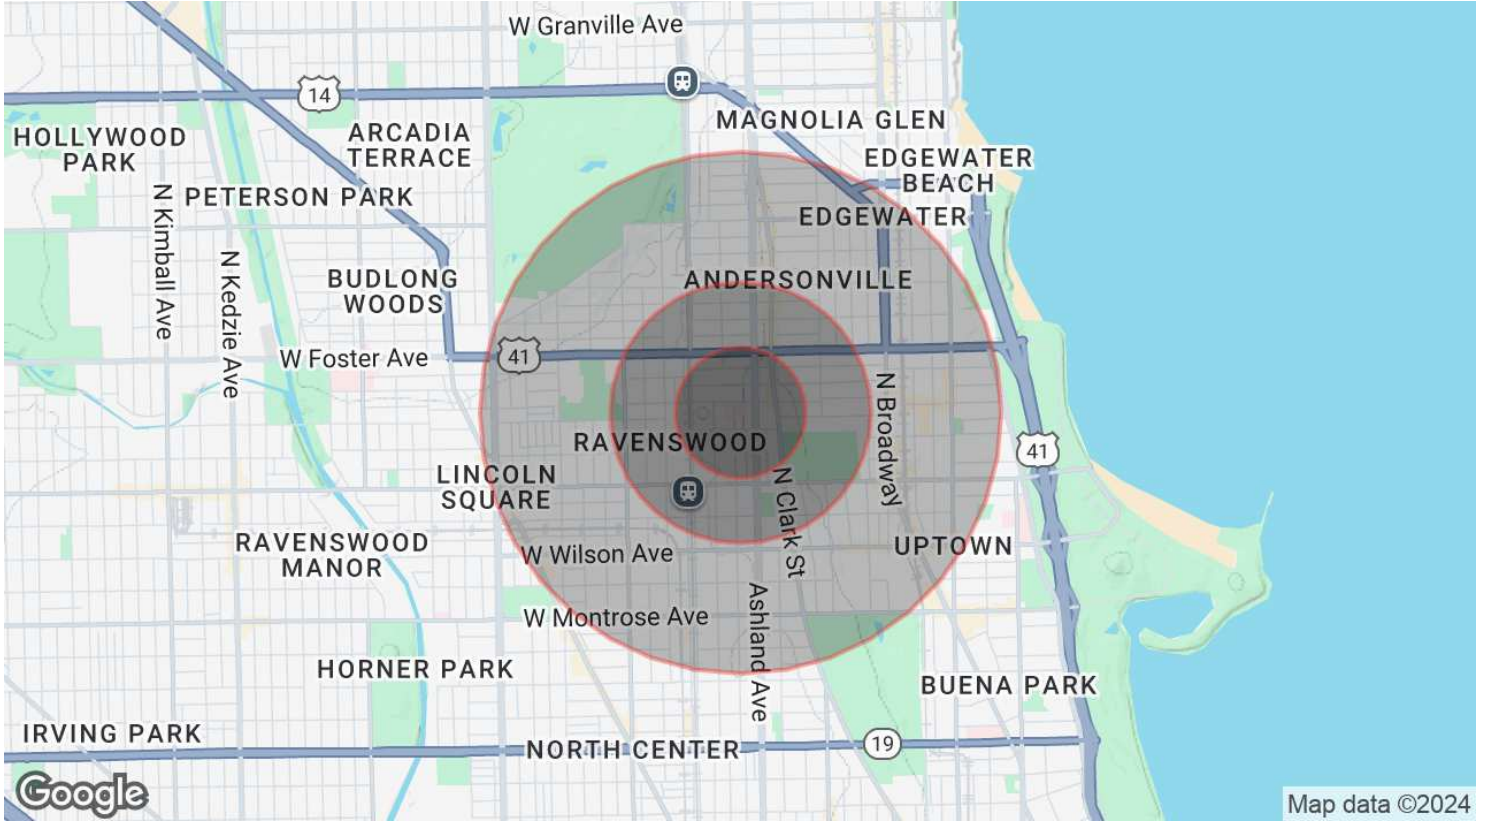 W Granville Ave
14
MAGNOLIA GLEN
HOLLYWOOD
PARK
ARCADIA
TERRACE
EDGEWATER
BEACH
PETERSON PARK
EDGEWATER
N Kimball Ave
N Kedzie Ave
BUDLONG
WOODS
ANDERSONVILLE
W Foster Ave
41
N Broadway
RAVENSWOOD
41
LINCOLN
SQUARE
N Clark St
RAVENSWOOD
MANOR
W Wilson Ave
UPTOWN
Ashland Ave
W Montrose Ave
HORNER PARK
BUENA PARK
IRVING PARK
NORTH CENTER
19
Google
Map data ©2024